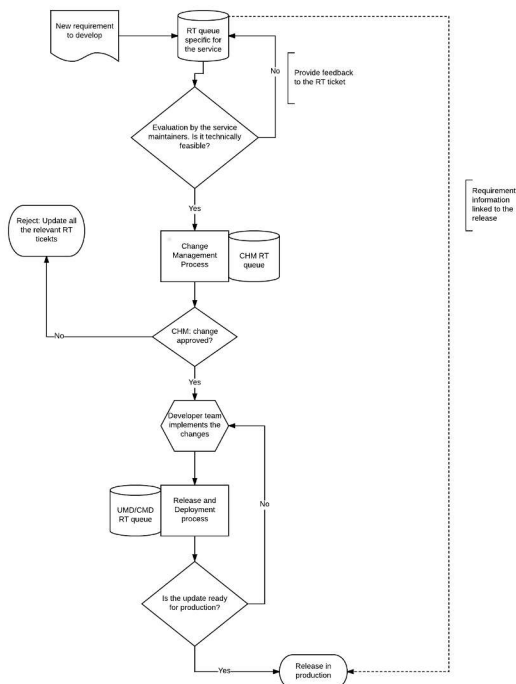 New requirement
to develop
RT queue
specific for
the service
No
Provide feedback
to the RT ticket
Evaluation by the service
maintainers. Is it technically
feasible?
Requirement
information
linked to the
release
Yes
Reject: Update all
the relevant RT
ticekts
Change
Management
Process
CHM RT
queue
No
CHM: change
approved?
Yes
Developer team
implements the
changes
UMD/CMD
RT queue
Release and
Deployment
process
No
Is the update ready
for production?
Yes
Release in
production